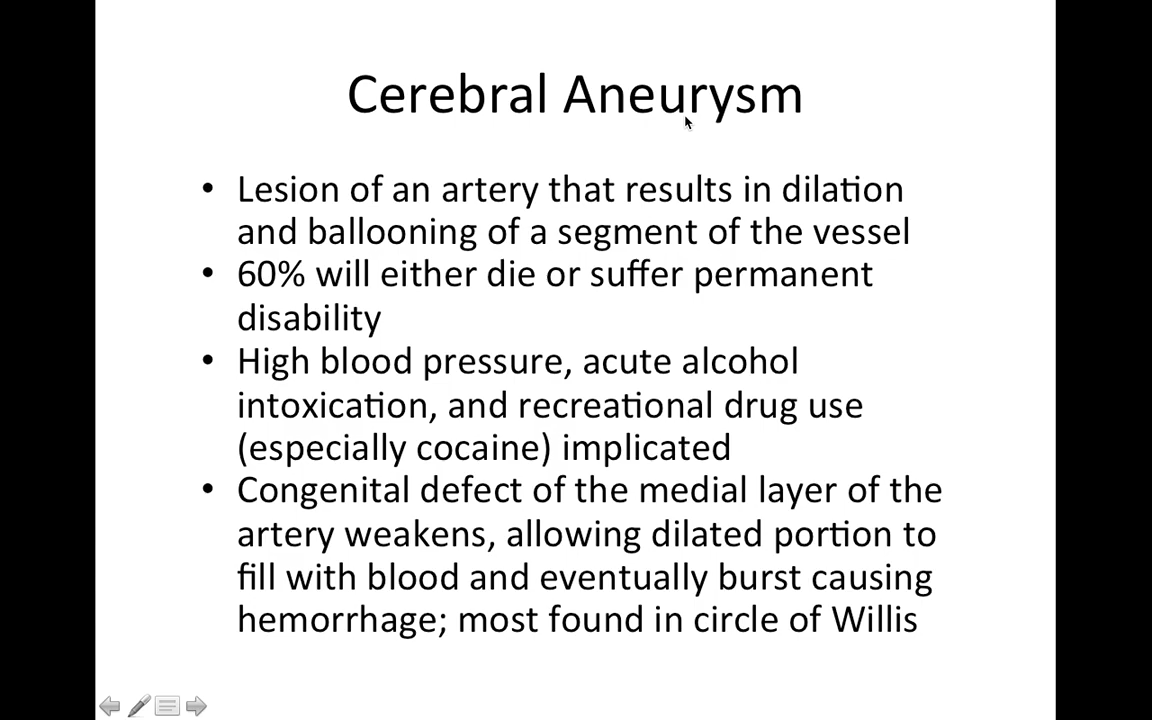 Cerebral Aneurysm
• Lesion of an artery that results in dilation
and ballooning of a segment of the vessel
• 60% will either die or suffer permanent
disability
• High blood pressure, acute alcohol
intoxication, and recreational drug use
(especially cocaine) implicated
• Congenital defect of the medial layer of the
artery weakens, allowing dilated portion to
fill with blood and eventually burst causing
hemorrhage; most found in circle of Willis